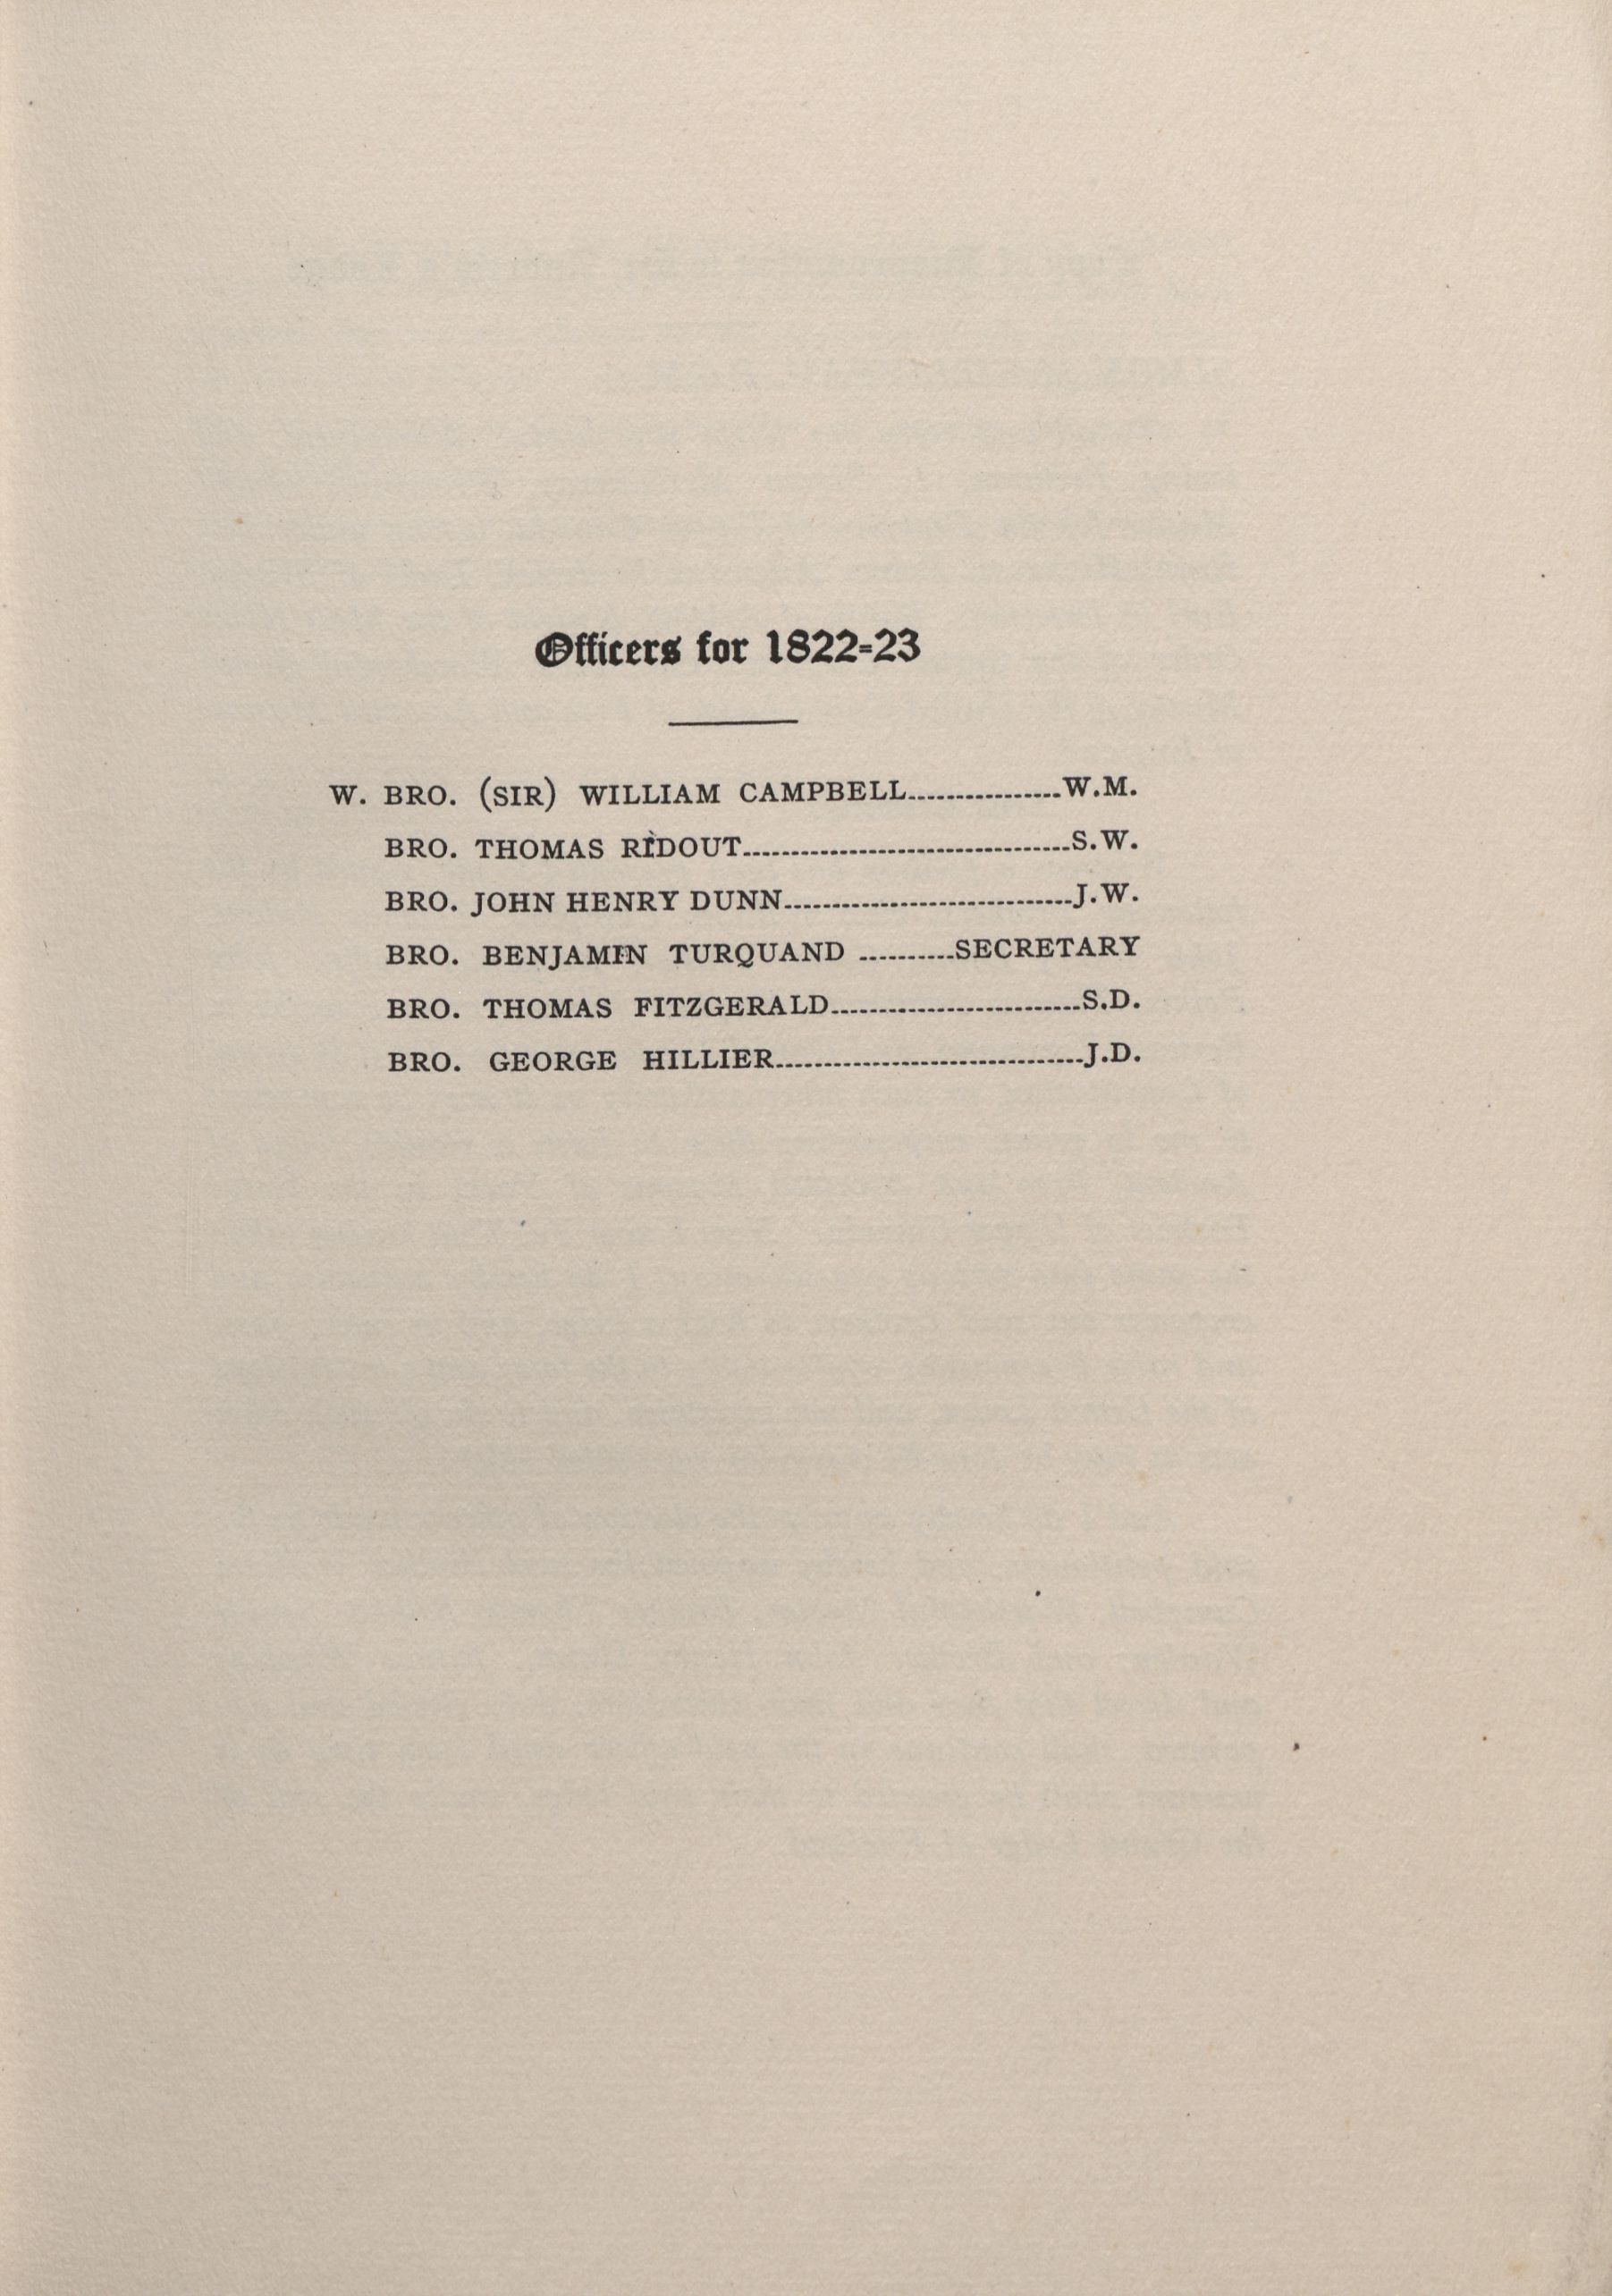 Officers for 1822-23
W. BRO. (SIR) WILLIAM CAMPBELL................W.M.
BRO. THOMAS RIDOUT..................................S.W.
BRO. JOHN HENRY DUNN..............................J.W.
BRO. BENJAMIN TURQUAND ..........SECRETARY
BRO. THOMAS FITZGERALD..........................S.D.
BRO. GEORGE HILLIER................................J.D.